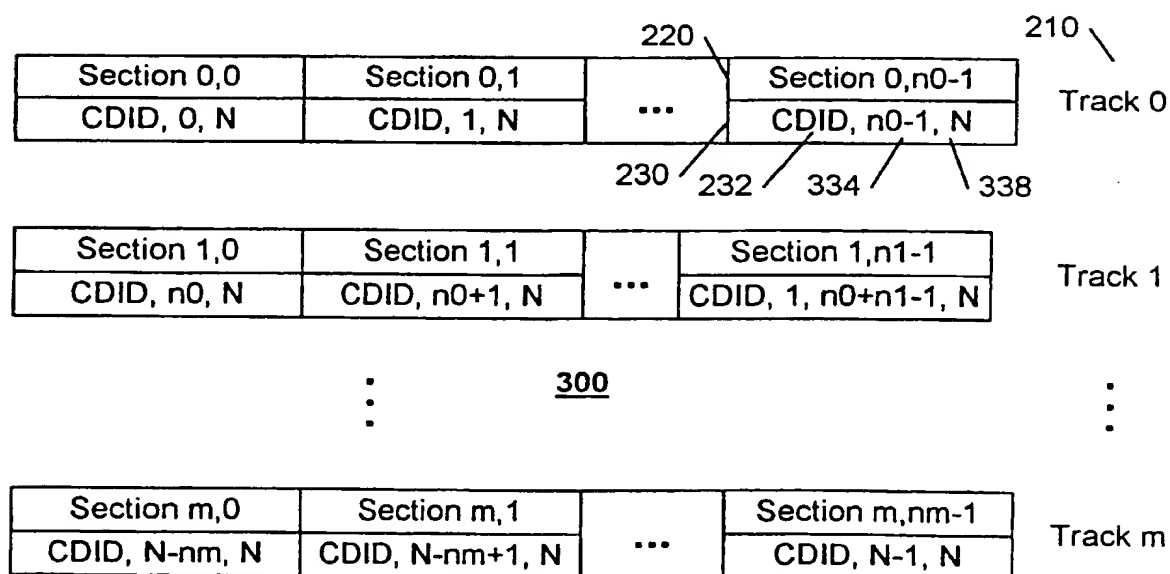 220 210
Section 0,0 Section 0,1 ... Section 0,n0-1 Track 0
CDID, 0, N CDID, 1, N CDID, n0-1, N
230 232 334 338
Section 1,0 Section 1,1 ... Section 1,n1-1 Track 1
CDID, n0, N CDID, n0+1, N CDID, 1, n0+n1-1, N
300
Section m,0 Section m,1 ... Section m,nm-1 Track m
CDID, N-nm, N CDID, N-nm+1, N CDID, N-1, N